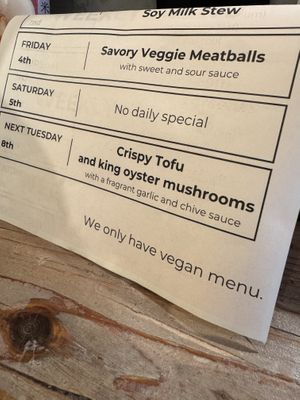 Soy Milk Stew
FRIDAY
4th
Savory Veggie Meatballs
with sweet and sour sauce
SATURDAY
5th
No daily special
NEXT TUESDAY
8th
Crispy Tofu
and king oyster mushrooms
with a fragrant garlic and chive sauce
We only have vegan menu.